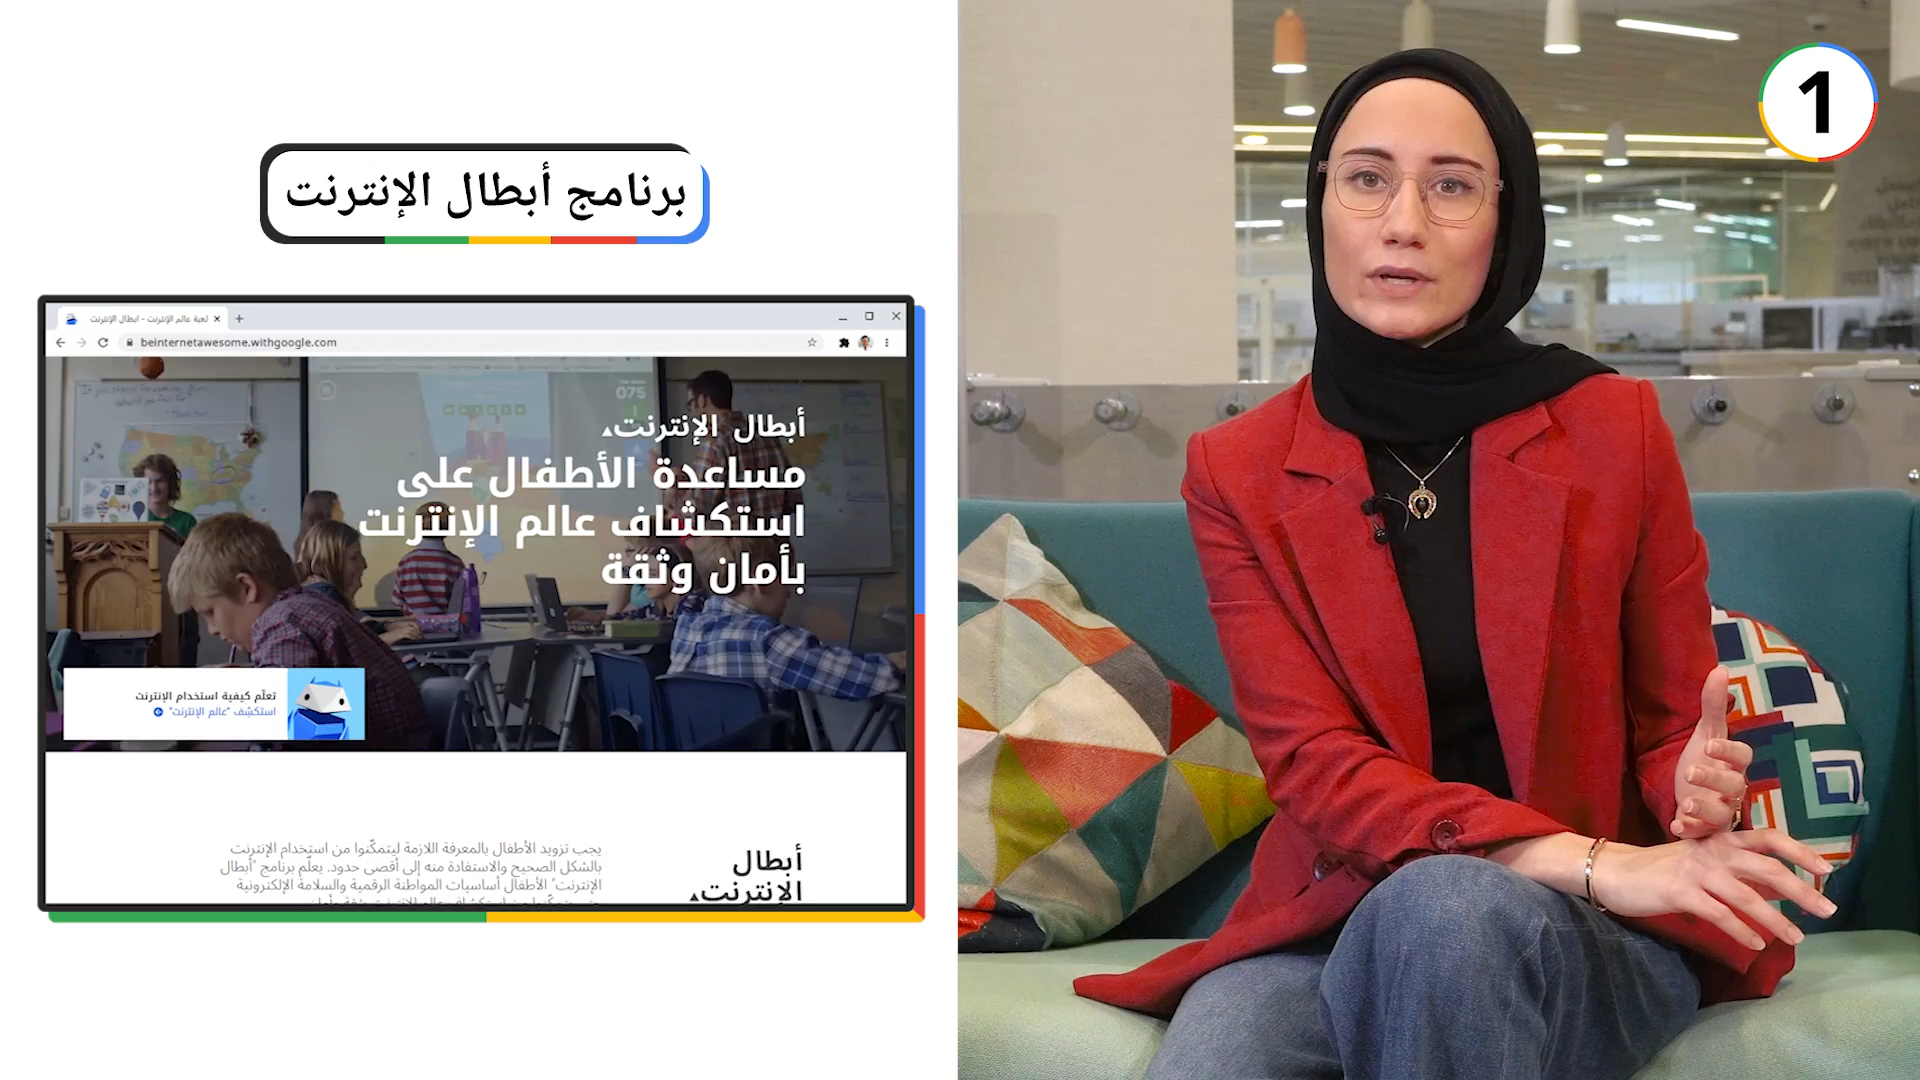 برنامج أبطال الإنترنت
1
لعبة عالم الإنترنت - أبطال الإنترنت
beinternetawesome.withgoogle.com
075
أبطال الإنترنت
مساعدة الأطفال على
استكشاف عالم الإنترنت
بأمان وثقة
تعلّم كيفية استخدام الإنترنت
استكشِف "عالم الإنترنت"
أبطال
الإنترنت
يجب تزويد الأطفال بالمعرفة اللازمة ليتمكّنوا من استخدام الإنترنت
بالشكل الصحيح والاستفادة منه إلى أقصى حدود. يعلّم برنامج "أبطال
الإنترنت" الأطفال أساسيات المواطنة الرقمية والسلامة الإلكترونية